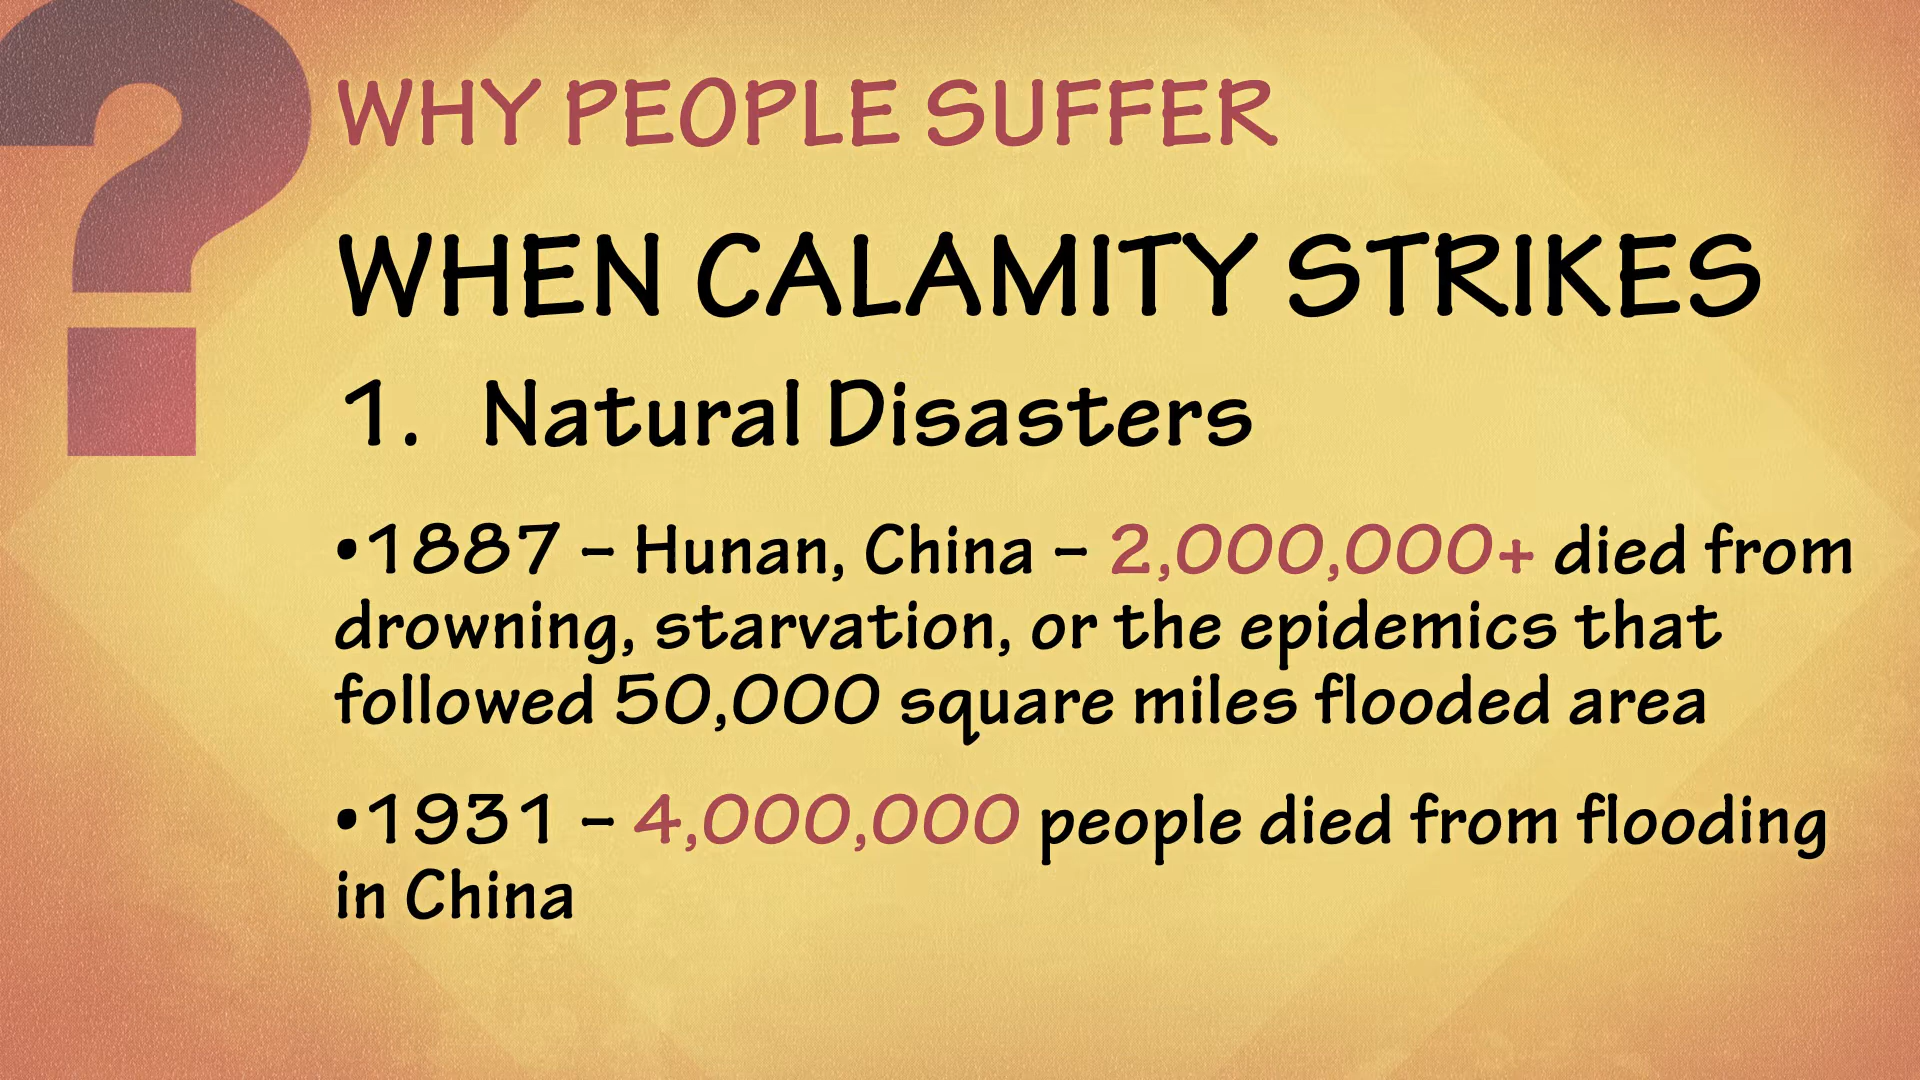 ?
WHY PEOPLE SUFFER
WHEN CALAMITY STRIKES
1. Natural Disasters
•1887 – Hunan, China – 2,000,000+ died from
drowning, starvation, or the epidemics that
followed 50,000 square miles flooded area
•1931 – 4,000,000 people died from flooding
in China